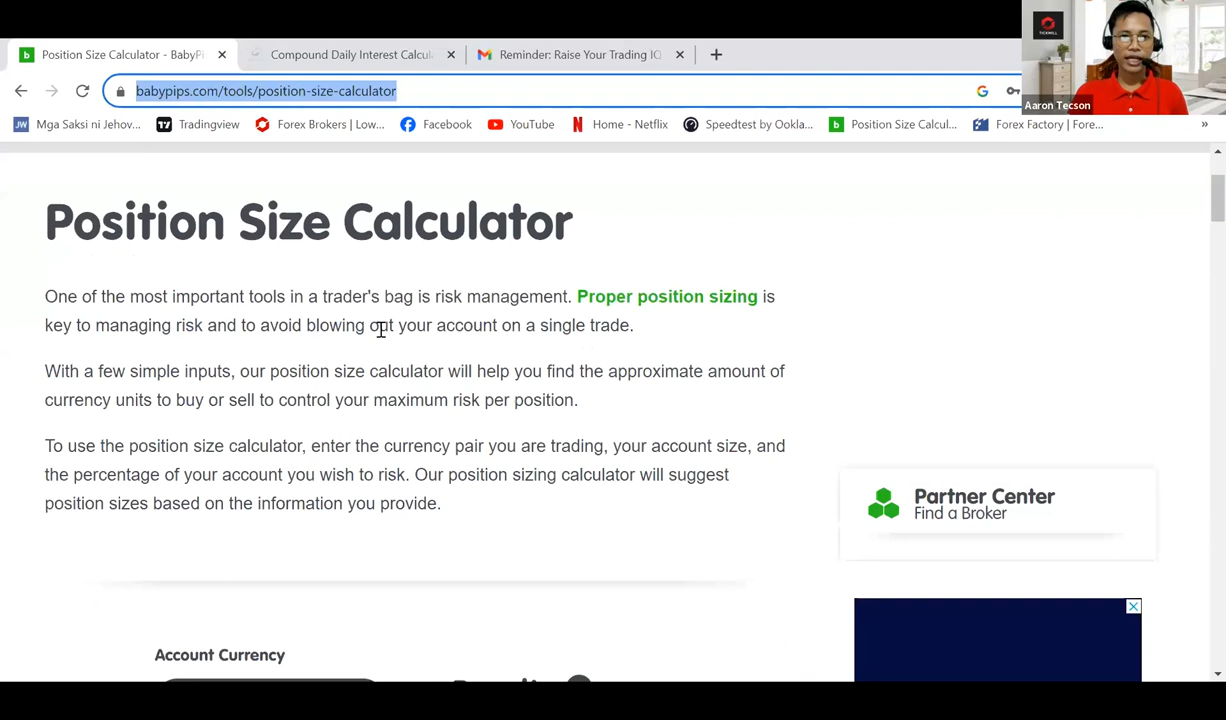 Position Size Calculator - BabyPi
Compound Daily Interest Calcul
Reminder: Raise Your Trading IQ
babypips.com/tools/position-size-calculator
TICKMILL
Aaron Tecson
Mga Saksi ni Jehov...
Tradingview
Forex Brokers | Low...
Facebook
YouTube
Home - Netflix
Speedtest by Ookla...
Position Size Calcul...
Forex Factory | Fore...
Position Size Calculator
One of the most important tools in a trader's bag is risk management. Proper position sizing is
key to managing risk and to avoid blowing out your account on a single trade.
With a few simple inputs, our position size calculator will help you find the approximate amount of
currency units to buy or sell to control your maximum risk per position.
To use the position size calculator, enter the currency pair you are trading, your account size, and
the percentage of your account you wish to risk. Our position sizing calculator will suggest
position sizes based on the information you provide.
Partner Center
Find a Broker
Account Currency